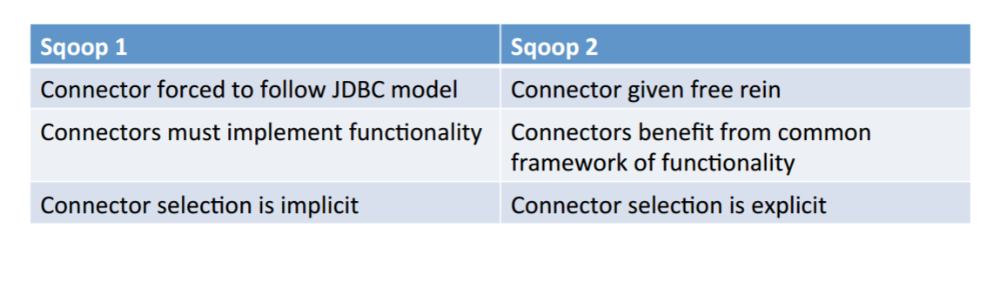 Sqoop 1
Sqoop 2
Connector forced to follow JDBC model
Connector given free rein
Connectors must implement functionality
Connectors benefit from common
framework of functionality
Connector selection is implicit
Connector selection is explicit